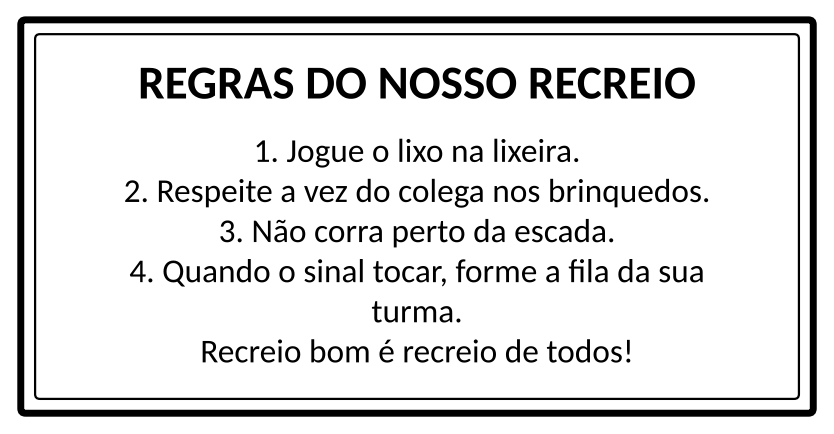 REGRAS DO NOSSO RECREIO
1. Jogue o lixo na lixeira.
2. Respeite a vez do colega nos brinquedos.
3. Não corra perto da escada.
4. Quando o sinal tocar, forme a fila da sua
turma.
Recreio bom é recreio de todos!